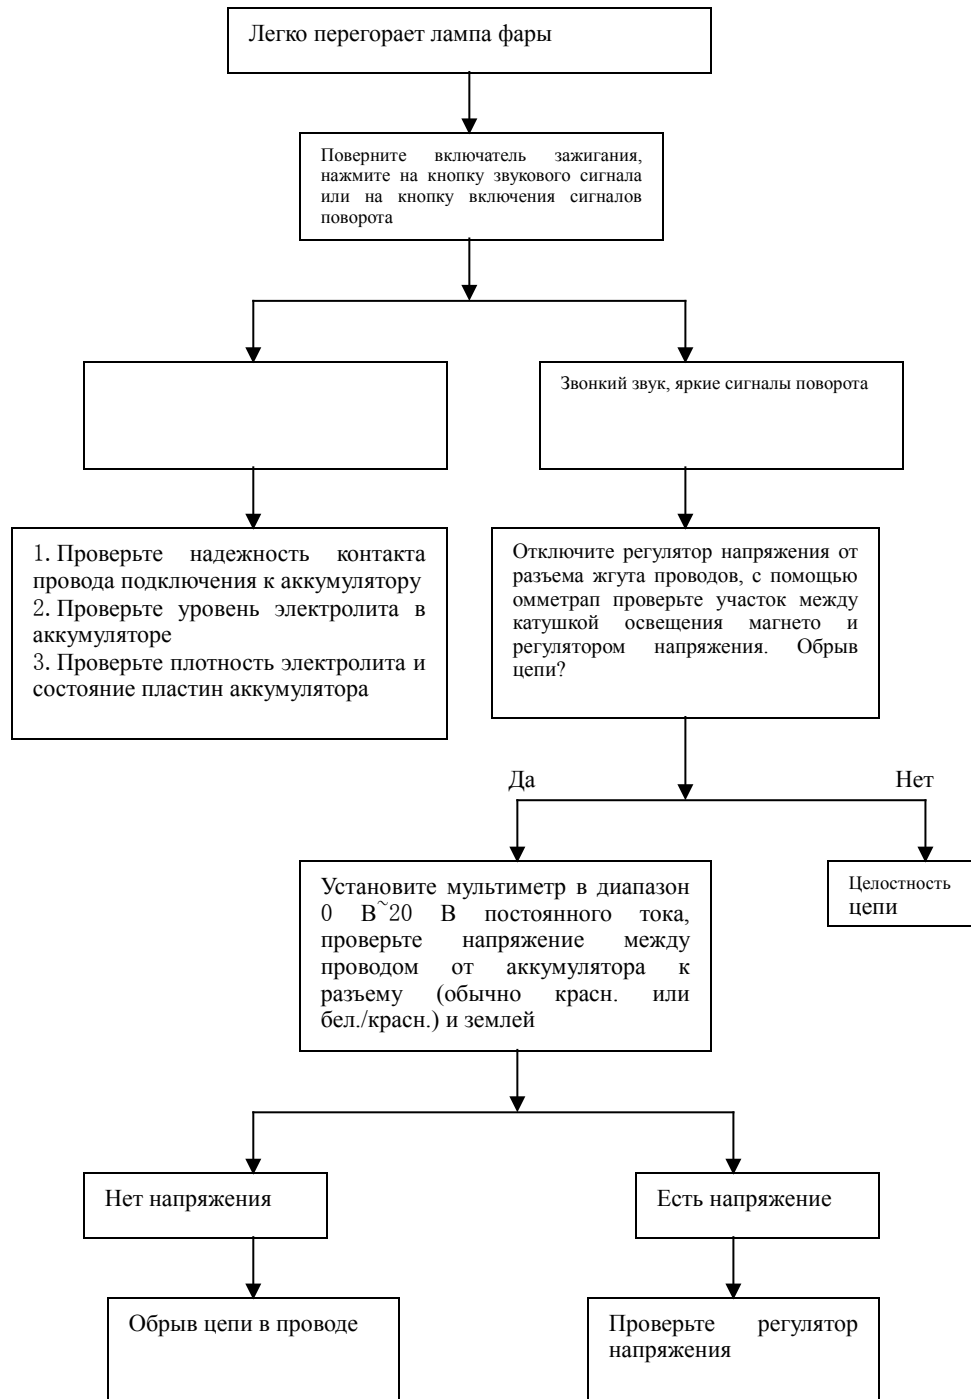 Легко перегорает лампа фары
Поверните включатель зажигания,
нажмите на кнопку звукового сигнала
или на кнопку включения сигналов
поворота
Звонкий звук, яркие сигналы поворота
1. Проверьте надежность контакта
провода подключения к аккумулятору
2. Проверьте уровень электролита в
аккумуляторе
3. Проверьте плотность электролита и
состояние пластин аккумулятора
Отключите регулятор напряжения от
разъема жгута проводов, с помощью
омметрап проверьте участок между
катушкой освещения магнето и
регулятором напряжения. Обрыв
цепи?
Да
Нет
Установите мультиметр в диапазон
0 В~20 В постоянного тока,
проверьте напряжение между
проводом от аккумулятора к
разъему (обычно красн. или
бел./красн.) и землей
Целостность
цепи
Нет напряжения
Есть напряжение
Обрыв цепи в проводе
Проверьте регулятор
напряжения